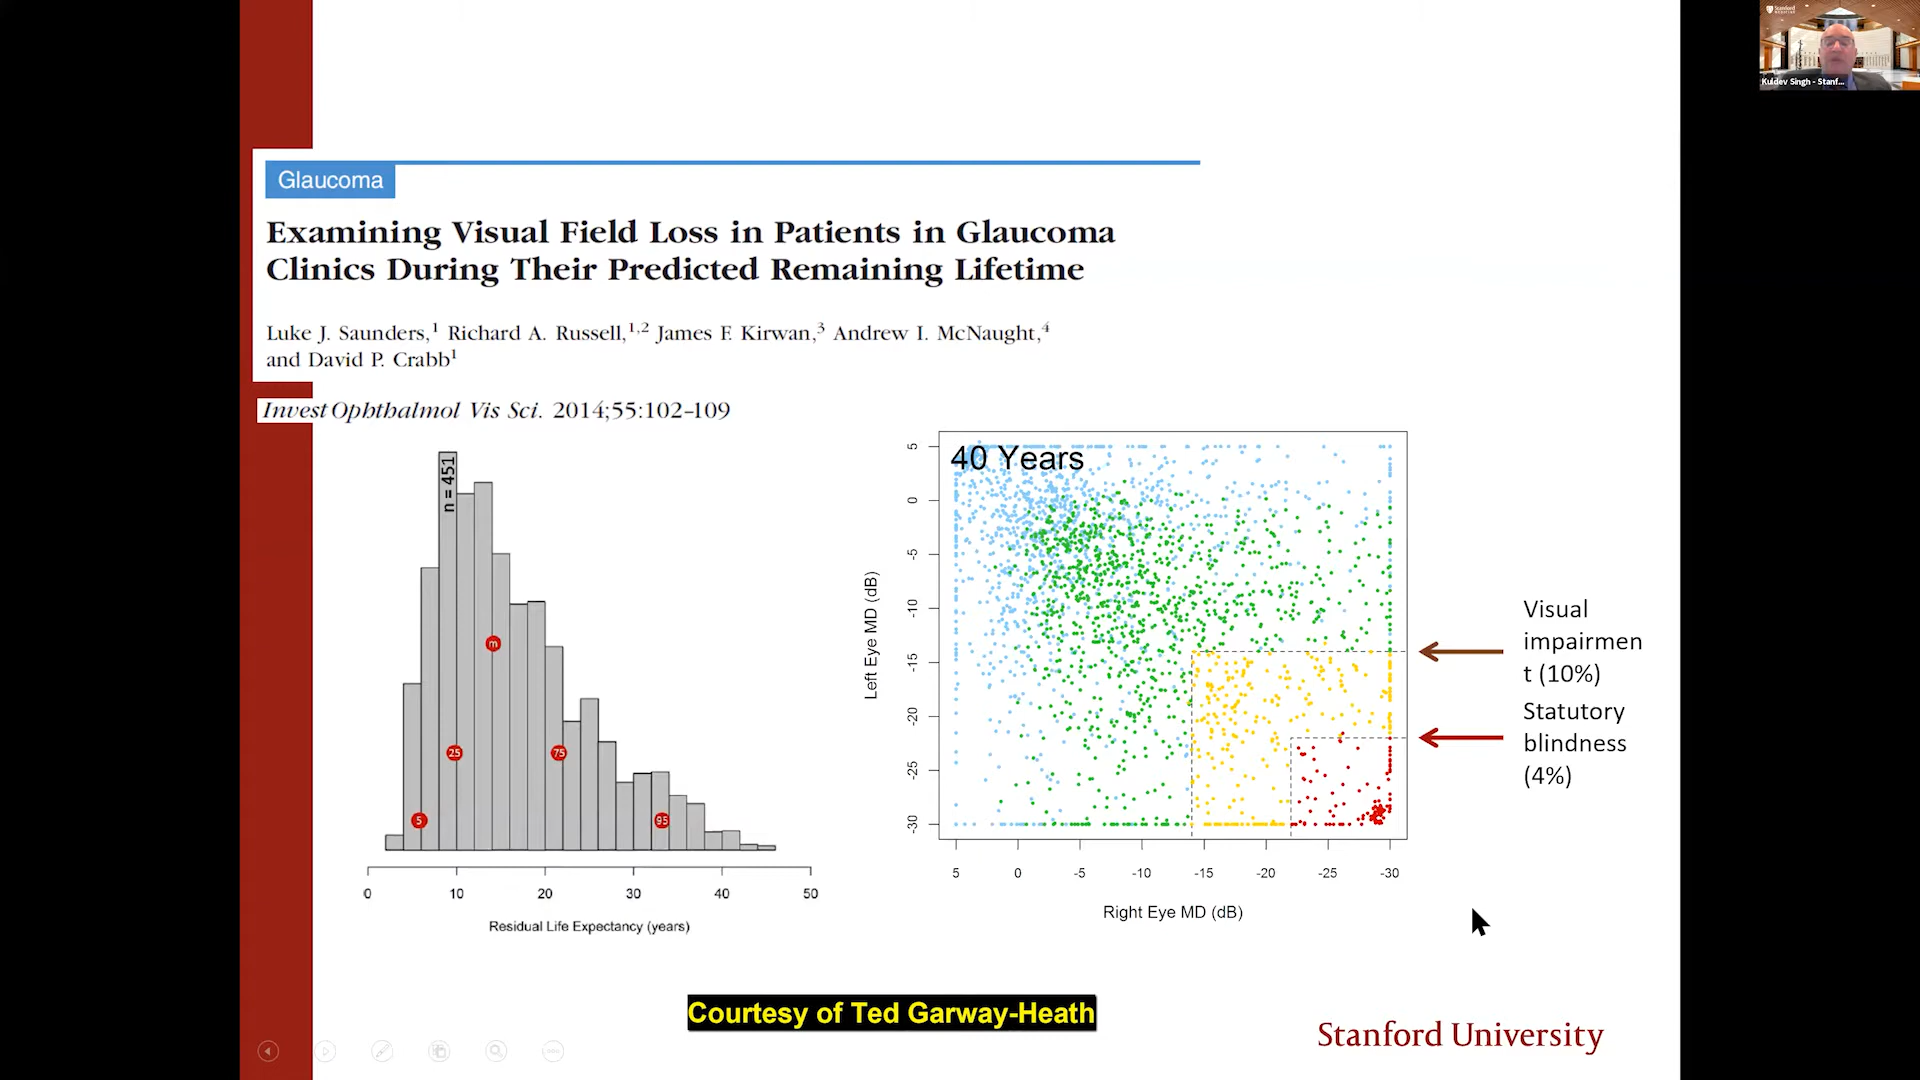 Stanford
Kuldev Singh - Stanf...
Glaucoma
Examining Visual Field Loss in Patients in Glaucoma
Clinics During Their Predicted Remaining Lifetime
Luke J. Saunders,1 Richard A. Russell,1,2 James F. Kirwan,3 Andrew I. McNaught,4
and David P. Crabb1
Invest Ophthalmol Vis Sci. 2014;55:102–109
n = 451
m
25
75
5
95
0 10 20 30 40 50
Residual Life Expectancy (years)
40 Years
5
0
-5
-10
-15
-20
-25
-30
Left Eye MD (dB)
5 0 -5 -10 -15 -20 -25 -30
Right Eye MD (dB)
Visual
impairmen
t (10%)
Statutory
blindness
(4%)
Courtesy of Ted Garway-Heath
Stanford University